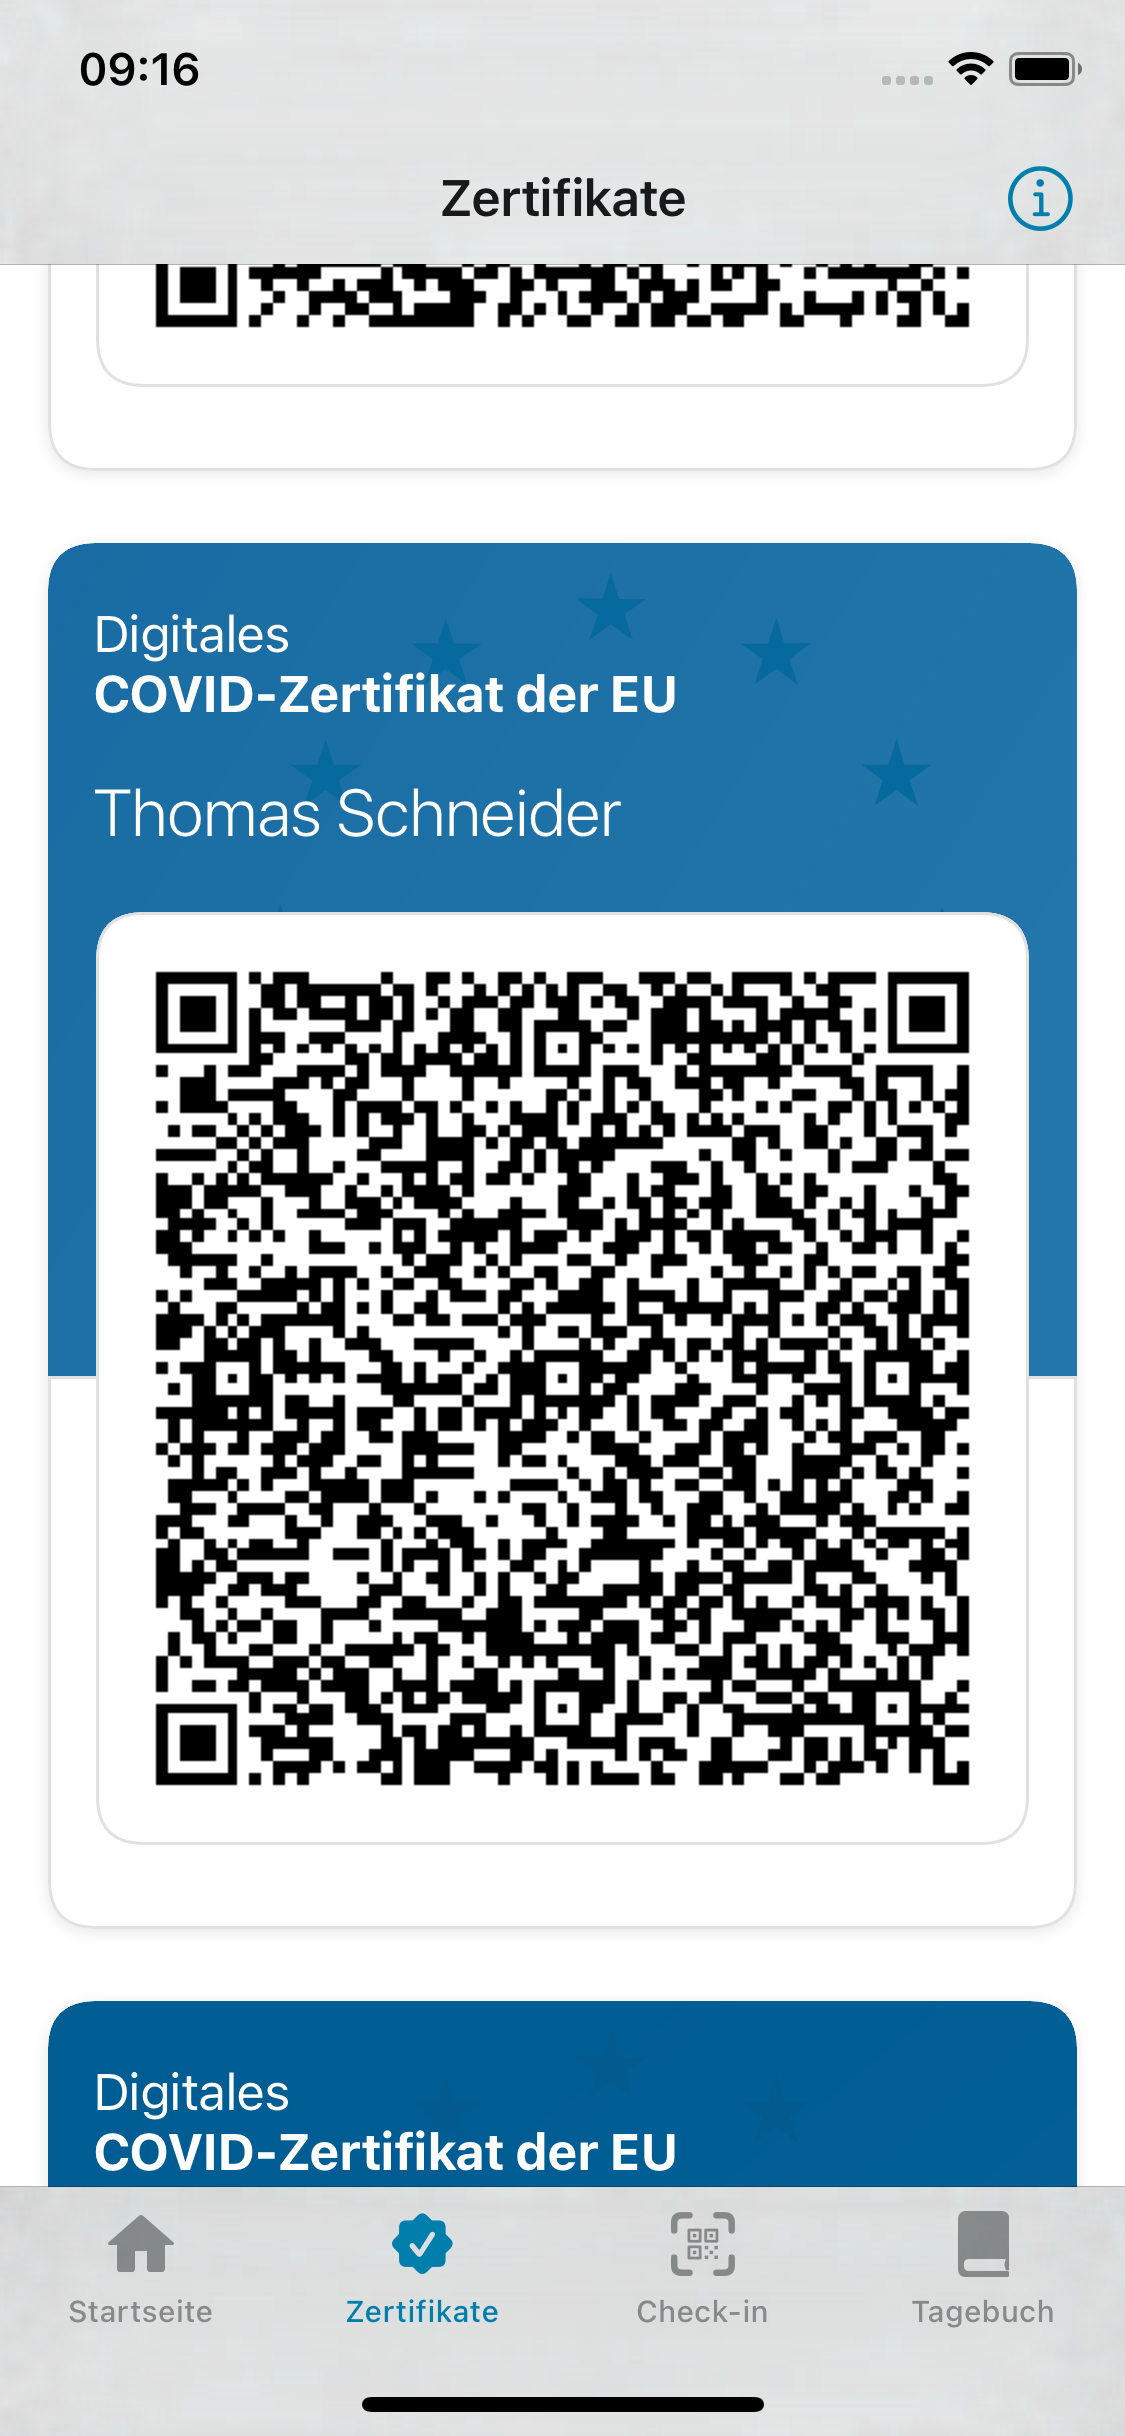 09:16
Zertifikate
Digitales
COVID-Zertifikat der EU
Thomas Schneider
Digitales
COVID-Zertifikat der EU
Startseite
Zertifikate
Check-in
Tagebuch